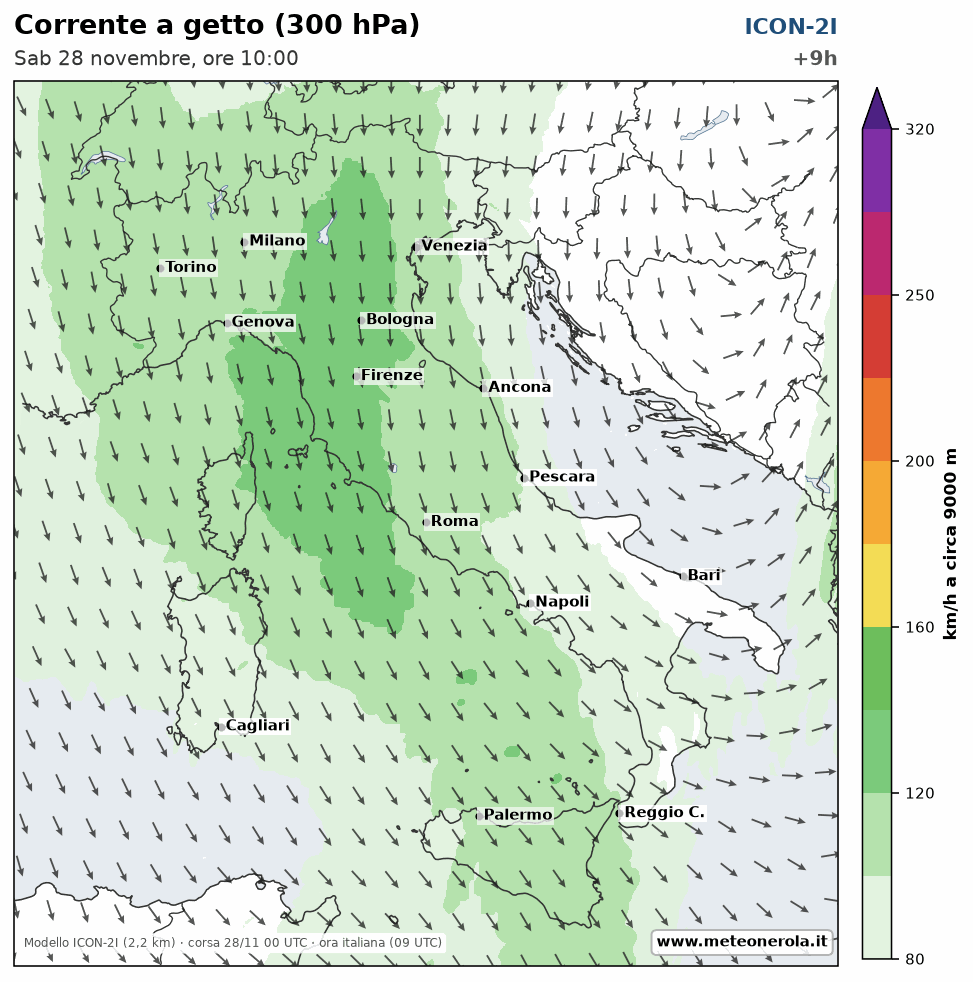 Corrente a getto (300 hPa)
ICON-2I
Sab 28 novembre, ore 10:00
+9h
320
Milano
Venezia
Torino
250
Genova
Bologna
Firenze
Ancona
200
Pescara
Roma
Bari
km/h a circa 9000 m
Napoli
160
Cagliari
120
Palermo
Reggio C.
Modello ICON-2I (2,2 km) · corsa 28/11 00 UTC · ora italiana (09 UTC)
www.meteonerola.it
80